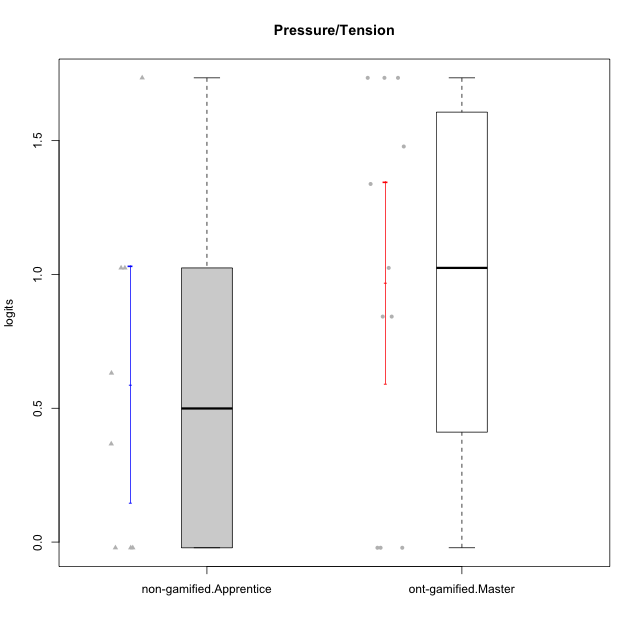 Pressure/Tension
logits
1.5
1.0
0.5
0.0
non-gamified.Apprentice
ont-gamified.Master